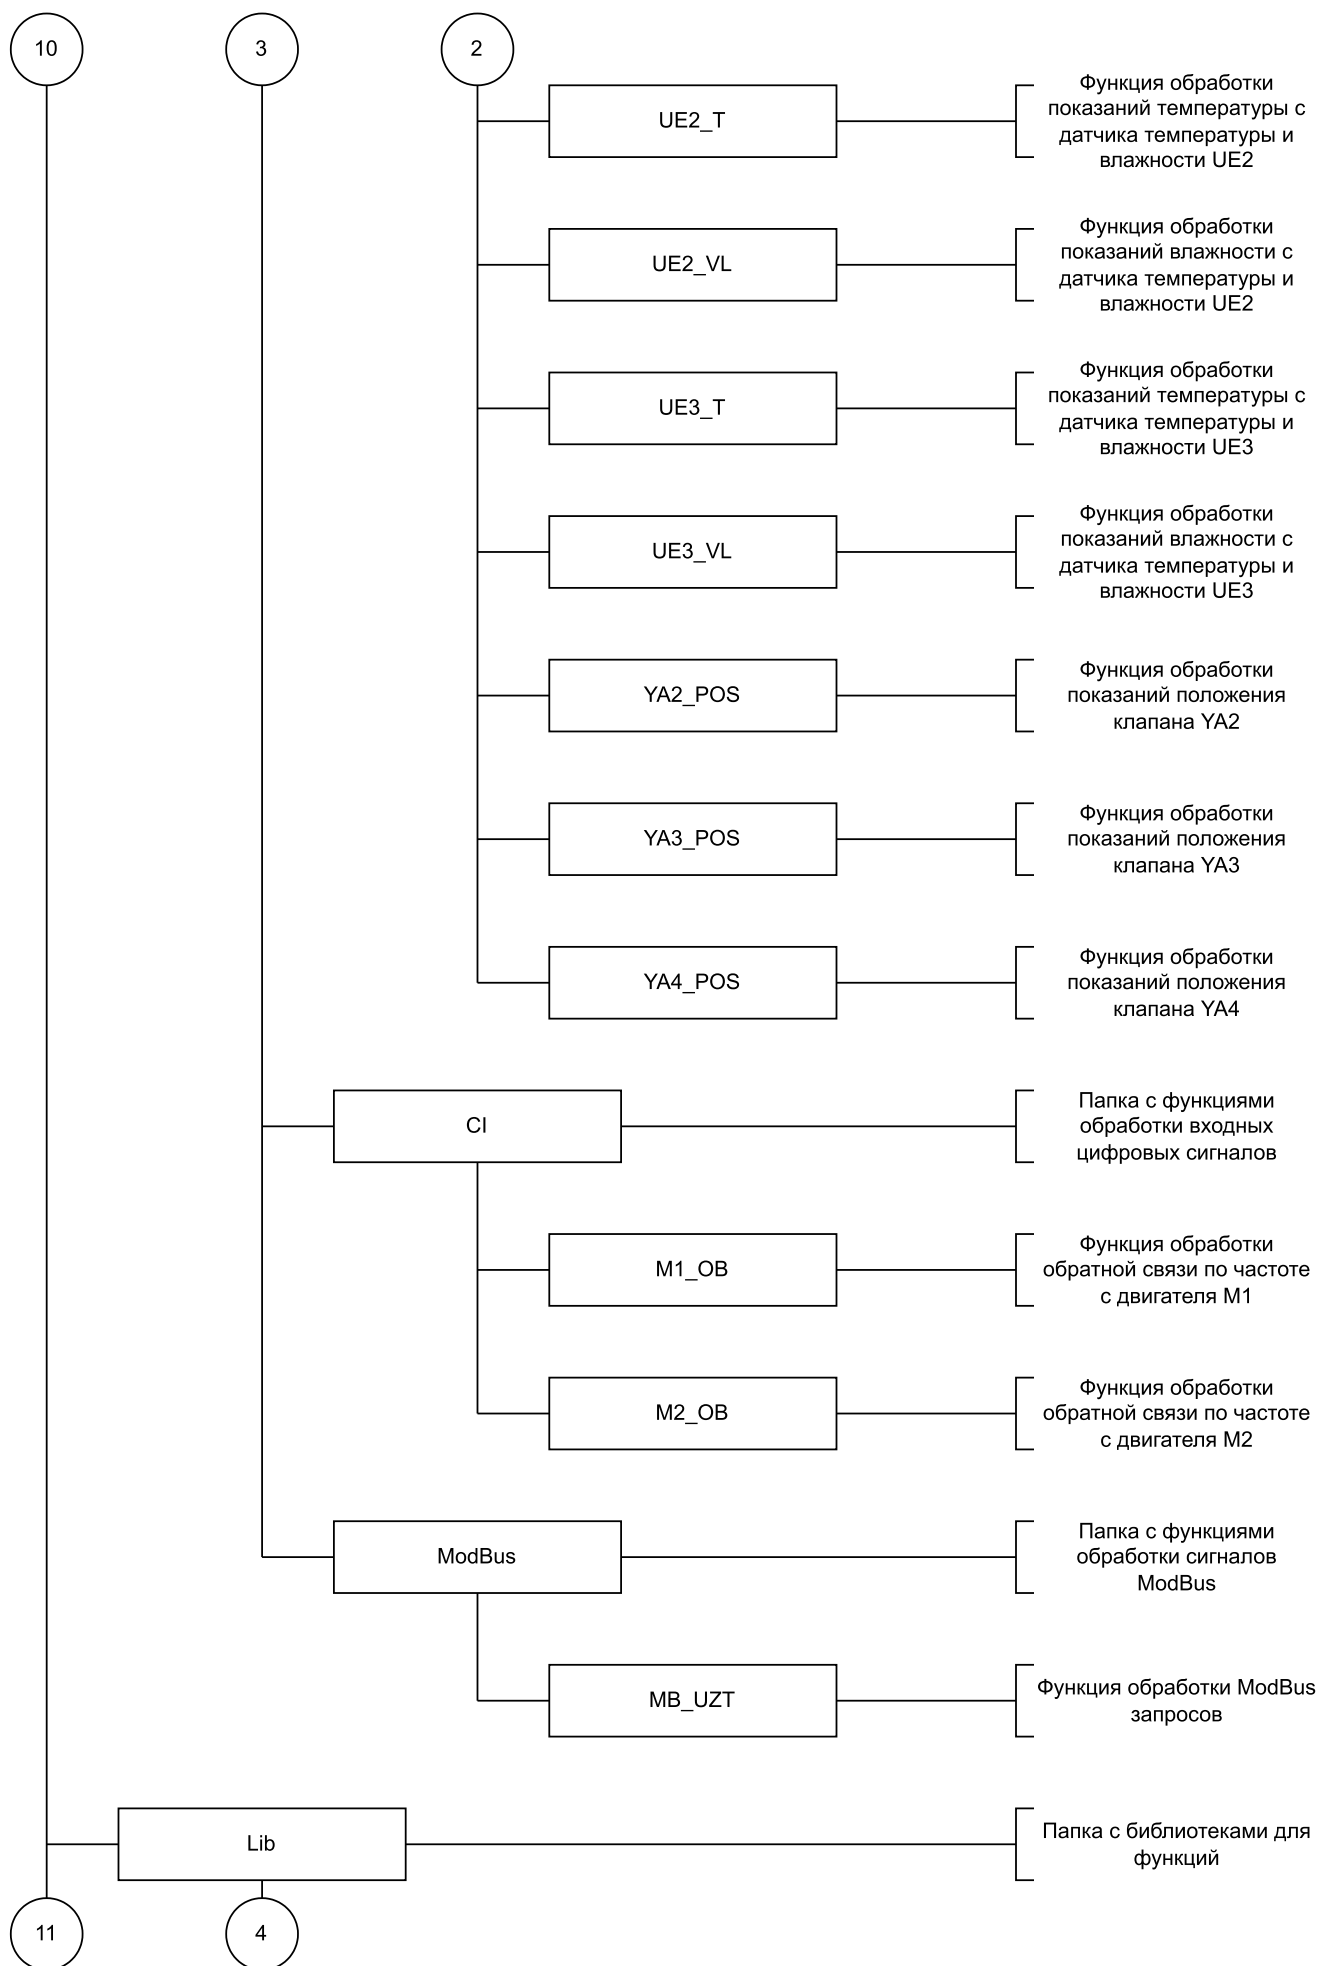 10
3
2
UE2_T
Функция обработки
показаний температуры с
датчика температуры и
влажности UE2
UE2_VL
Функция обработки
показаний влажности с
датчика температуры и
влажности UE2
UE3_T
Функция обработки
показаний температуры с
датчика температуры и
влажности UE3
UE3_VL
Функция обработки
показаний влажности с
датчика температуры и
влажности UE3
YA2_POS
Функция обработки
показаний положения
клапана YA2
YA3_POS
Функция обработки
показаний положения
клапана YA3
YA4_POS
Функция обработки
показаний положения
клапана YA4
CI
Папка с функциями
обработки входных
цифровых сигналов
M1_OB
Функция обработки
обратной связи по частоте
с двигателя M1
M2_OB
Функция обработки
обратной связи по частоте
с двигателя M2
ModBus
Папка с функциями
обработки сигналов
ModBus
MB_UZT
Функция обработки ModBus
запросов
Lib
Папка с библиотеками для
функций
11
4